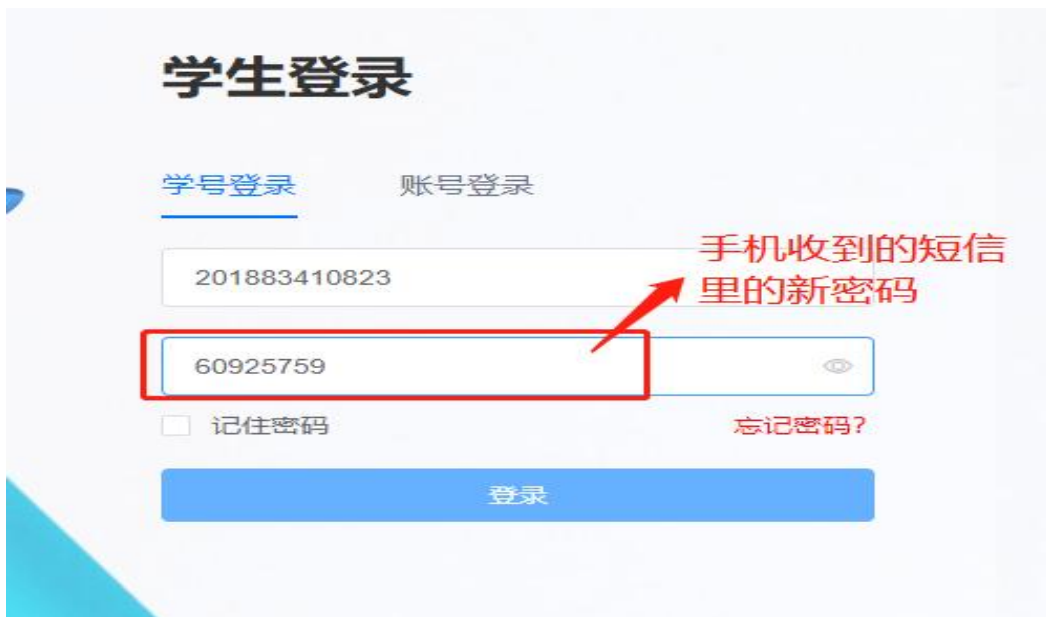 学生登录
学号登录 账号登录
手机收到的短信
里的新密码
201883410823
60925759
记住密码 忘记密码?
登录